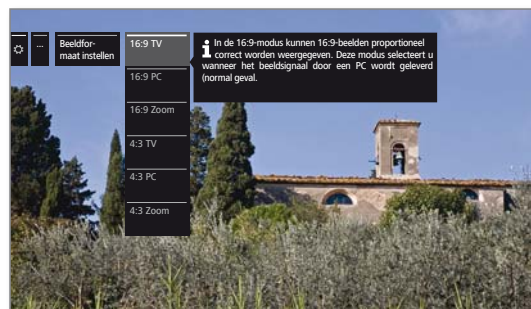 ...
Beeldfor-
maat instellen
16:9 TV
In de 16:9-modus kunnen 16:9-beelden proportioneel
correct worden weergegeven. Deze modus selecteert u
wanneer het beeldsignaal door een PC wordt geleverd
(normal geval.
16:9 PC
16:9 Zoom
4:3 TV
4:3 PC
4:3 Zoom